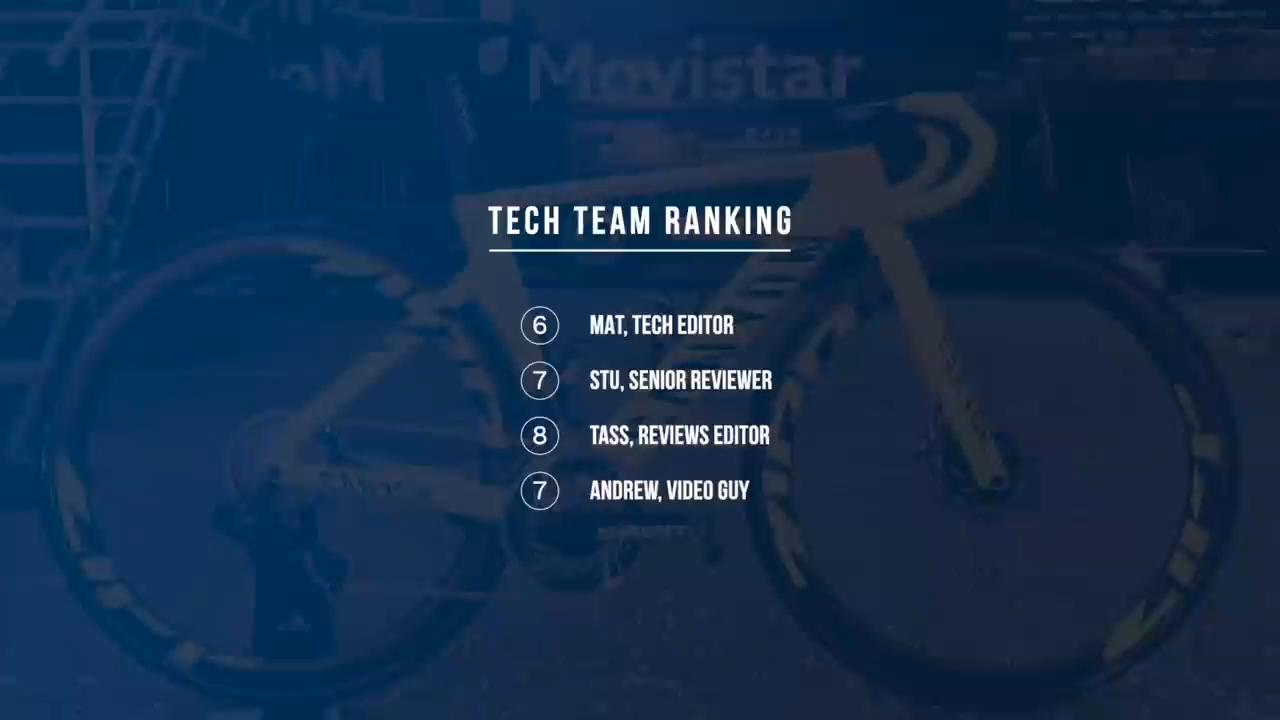 Movistar
TECH TEAM RANKING
6 MAT, TECH EDITOR
7 STU, SENIOR REVIEWER
8 TASS, REVIEWS EDITOR
7 ANDREW, VIDEO GUY